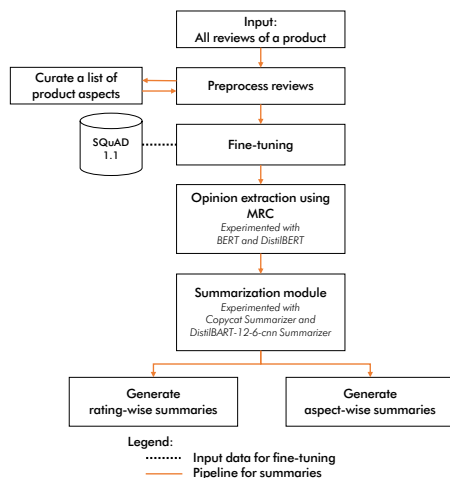 Input:
All reviews of a product
Curate a list of
product aspects
Preprocess reviews
SQuAD
1.1
Fine-tuning
Opinion extraction using
MRC
Experimented with
BERT and DistilBERT
Summarization module
Experimented with
Copycat Summarizer and
DistilBART-12-6-cnn Summarizer
Generate
rating-wise summaries
Generate
aspect-wise summaries
Legend:
Input data for fine-tuning
Pipeline for summaries